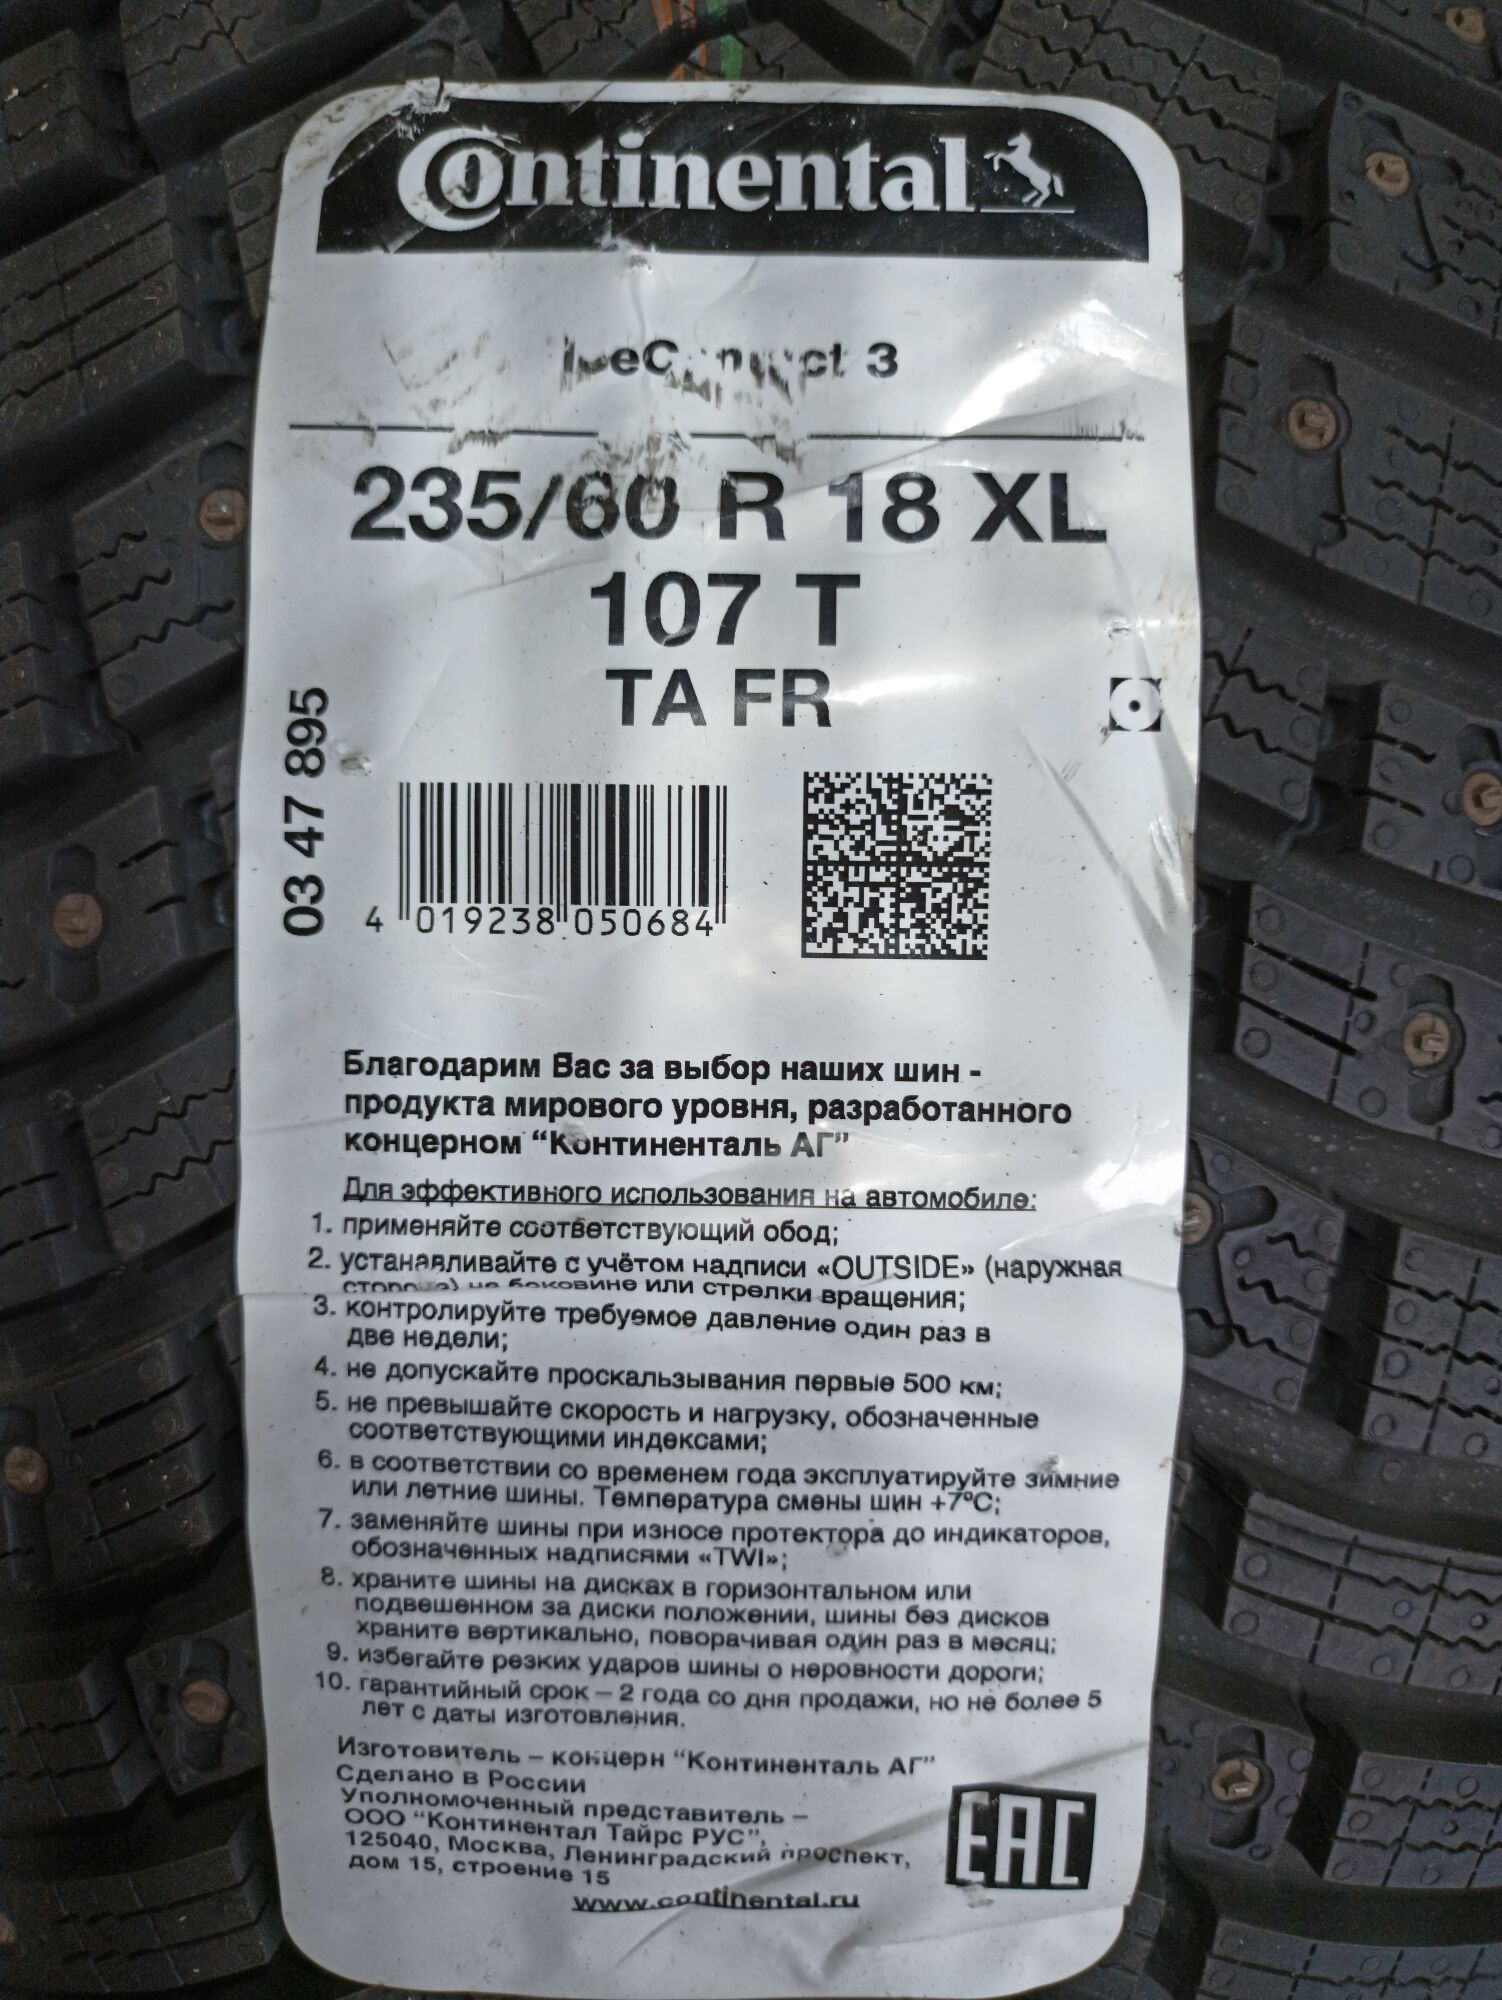 Continental
IceContact 3
235/60 R 18 XL
107 T
TA FR
03 47 895
4 019238 050684
Благодарим Вас за выбор наших шин -
продукта мирового уровня, разработанного
концерном “Континенталь АГ”
Для эффективного использования на автомобиле:
1. применяйте соответствующий обод;
2. устанавливайте с учётом надписи «OUTSIDE» (наружная
сторона) на боковине или стрелки вращения;
3. контролируйте требуемое давление один раз в
две недели;
4. не допускайте проскальзывания первые 500 км;
5. не превышайте скорость и нагрузку, обозначенные
соответствующими индексами;
6. в соответствии со временем года эксплуатируйте зимние
или летние шины. Температура смены шин +7°C;
7. заменяйте шины при износе протектора до индикаторов,
обозначенных надписями «TWI»;
8. храните шины на дисках в горизонтальном или
подвешенном за диски положении, шины без дисков
храните вертикально, поворачивая один раз в месяц;
9. избегайте резких ударов шины о неровности дороги;
10. гарантийный срок – 2 года со дня продажи, но не более 5
лет с даты изготовления.
Изготовитель – концерн “Континенталь АГ”
Сделано в России
Уполномоченный представитель –
ООО “Континентал Тайрс РУС”,
125040, Москва, Ленинградский проспект,
дом 15, строение 15
www.continental.ru
EAC